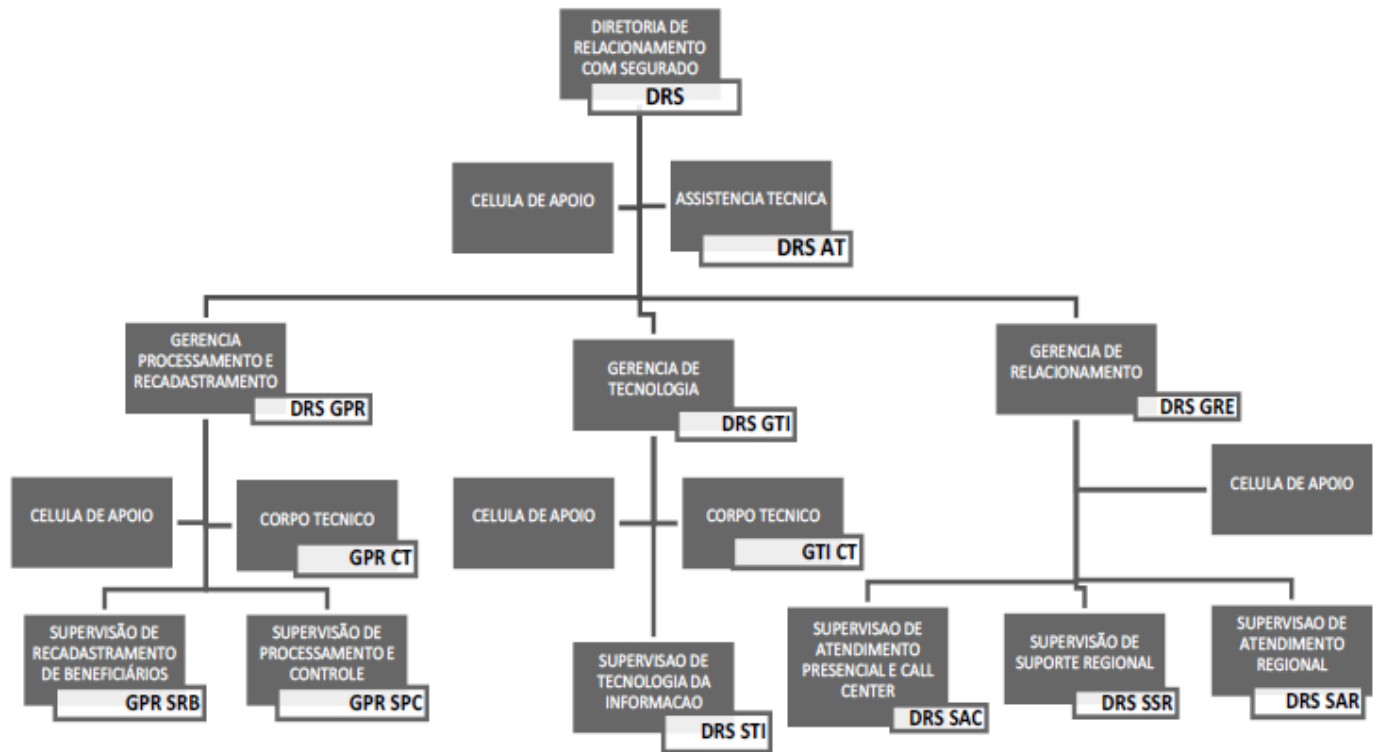 DIRETORIA DE
RELACIONAMENTO
COM SEGURADO
DRS
CELULA DE APOIO
ASSISTENCIA TECNICA
DRS AT
GERENCIA
PROCESSAMENTO E
RECADASTRAMENTO
DRS GPR
GERENCIA DE
TECNOLOGIA
DRS GTI
GERENCIA DE
RELACIONAMENTO
DRS GRE
CELULA DE APOIO
CORPO TECNICO
GPR CT
CELULA DE APOIO
CORPO TECNICO
GTI CT
CELULA DE APOIO
SUPERVISÃO DE
RECADASTRAMENTO
DE BENEFICIÁRIOS
GPR SRB
SUPERVISÃO DE
PROCESSAMENTO E
CONTROLE
GPR SPC
SUPERVISAO DE
TECNOLOGIA DA
INFORMACAO
DRS STI
SUPERVISAO DE
ATENDIMENTO
PRESENCIAL E CALL
CENTER
DRS SAC
SUPERVISÃO DE
SUPORTE REGIONAL
DRS SSR
SUPERVISAO DE
ATENDIMENTO
REGIONAL
DRS SAR